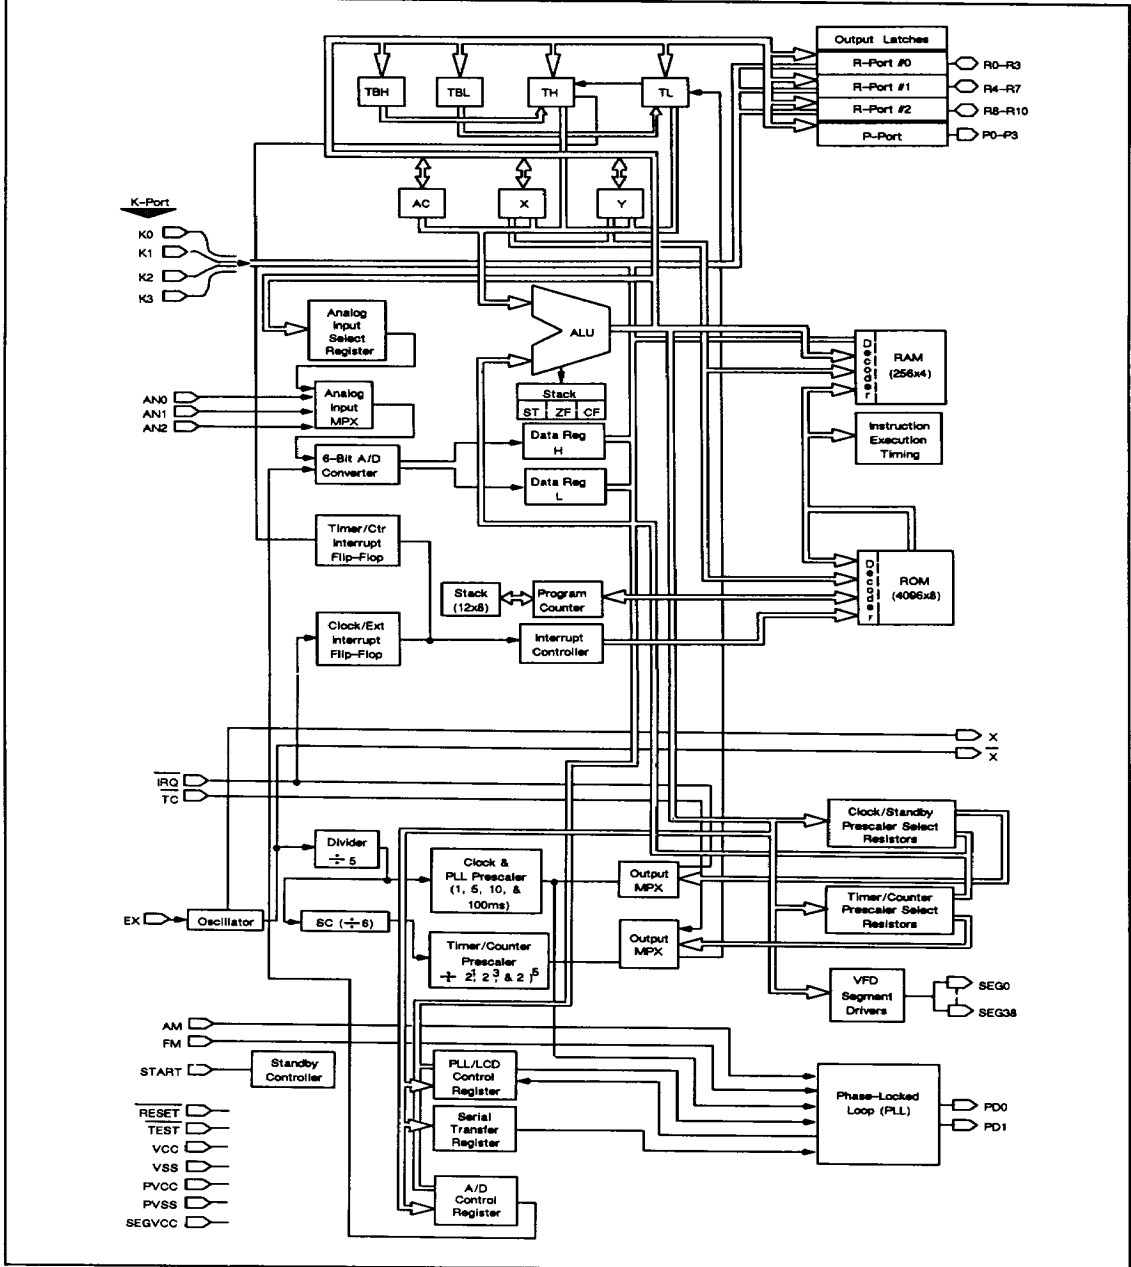 Output Latches
R-Port #0
R0-R3
R-Port #1
R4-R7
R-Port #2
R8-R10
P-Port
P0-P3
TBH
TBL
TH
TL
AC
X
Y
K-Port
K0
K1
K2
K3
Analog
Input
Select
Register
ALU
Stack
ST ZF CF
Decoder
RAM
(256x4)
AN0
AN1
AN2
Analog
Input
MPX
Data Reg
H
Instruction
Execution
Timing
6-Bit A/D
Converter
Data Reg
L
Timer/Ctr
Interrupt
Flip-Flop
Stack
(12x8)
Program
Counter
Decoder
ROM
(4096x8)
Clock/Ext
Interrupt
Flip-Flop
Interrupt
Controller
X
X̅
I̅R̅Q̅
T̅C̅
Divider
÷ 5
Clock &
PLL Prescaler
(1, 5, 10, &
100ms)
Output
MPX
Clock/Standby
Prescaler Select
Resistors
EX
Oscillator
SC (÷6)
Timer/Counter
Prescaler
÷ 2¹, 2³, & 2⁵)
Output
MPX
Timer/Counter
Prescaler Select
Resistors
VFD
Segment
Drivers
SEG0
SEG38
AM
FM
START
Standby
Controller
PLL/LCD
Control
Register
Serial
Transfer
Register
A/D
Control
Register
Phase-Locked
Loop (PLL)
PD0
PD1
R̅E̅S̅E̅T̅
T̅E̅S̅T̅
VCC
VSS
PVCC
PVSS
SEGVCC